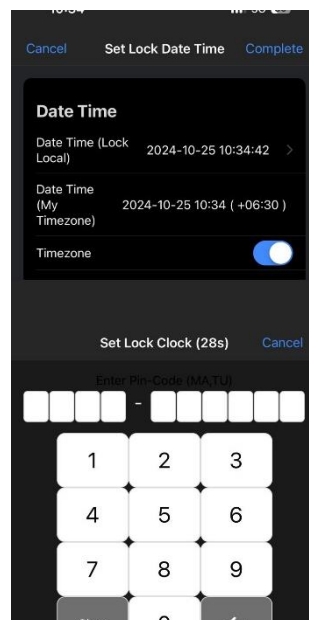 Cancel Set Lock Date Time Complete
Date Time
Date Time (Lock
Local)
2024-10-25 10:34:42
Date Time
(My
Timezone)
2024-10-25 10:34 ( +06:30 )
Timezone
Set Lock Clock (28s) Cancel
Enter Pin-Code (MA,TU)
-
1 2 3
4 5 6
7 8 9